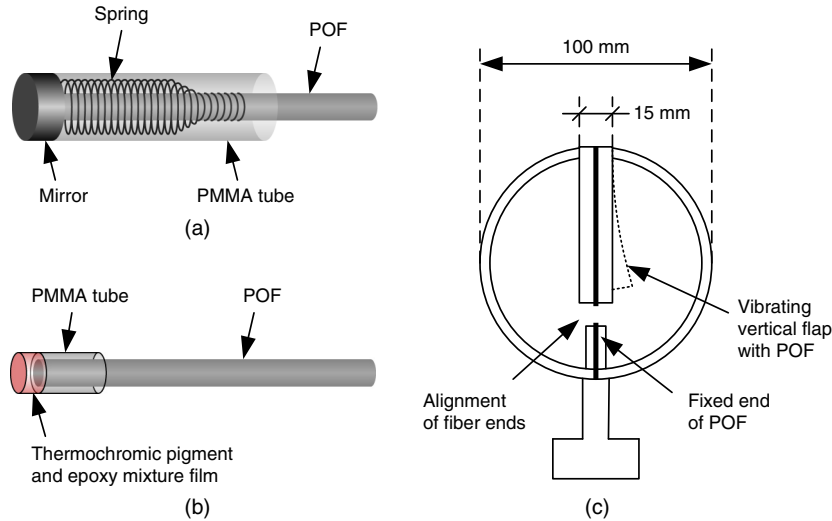 Spring
POF
Mirror
PMMA tube
(a)
PMMA tube
POF
Thermochromic pigment
and epoxy mixture film
(b)
100 mm
15 mm
Vibrating
vertical flap
with POF
Alignment
of fiber ends
Fixed end
of POF
(c)